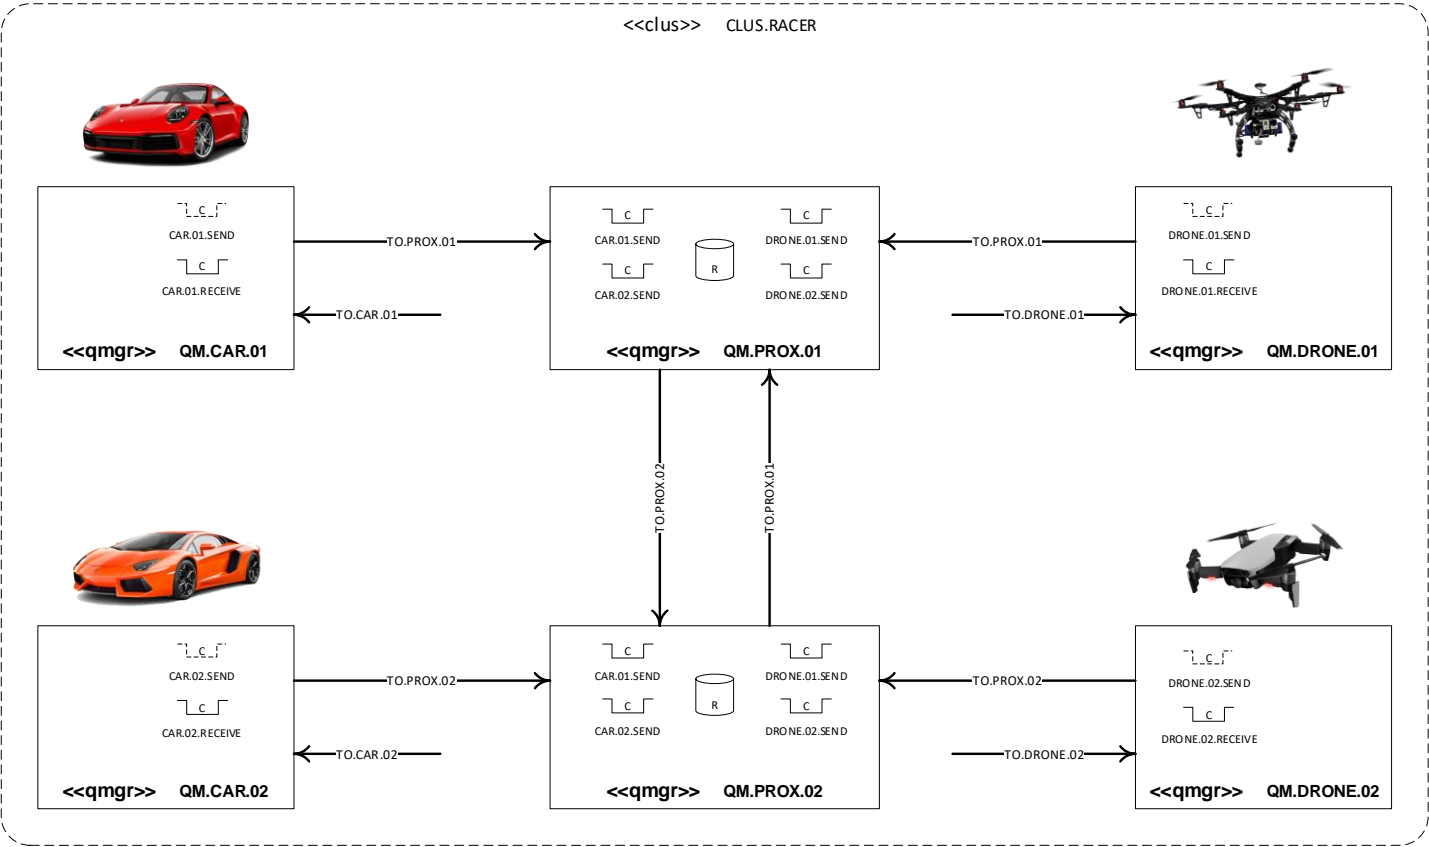 <<clus>> CLUS.RACER
C
CAR.01.SEND
C
CAR.01.RECEIVE
<<qmgr>> QM.CAR.01
TO.PROX.01
TO.CAR.01
C
CAR.01.SEND
C
CAR.02.SEND
R
C
DRONE.01.SEND
C
DRONE.02.SEND
<<qmgr>> QM.PROX.01
TO.PROX.01
TO.DRONE.01
C
DRONE.01.SEND
C
DRONE.01.RECEIVE
<<qmgr>> QM.DRONE.01
TO.PROX.02
TO.PROX.01
C
CAR.02.SEND
C
CAR.02.RECEIVE
<<qmgr>> QM.CAR.02
TO.PROX.02
TO.CAR.02
C
CAR.01.SEND
C
CAR.02.SEND
R
C
DRONE.01.SEND
C
DRONE.02.SEND
<<qmgr>> QM.PROX.02
TO.PROX.02
TO.DRONE.02
C
DRONE.02.SEND
C
DRONE.02.RECEIVE
<<qmgr>> QM.DRONE.02